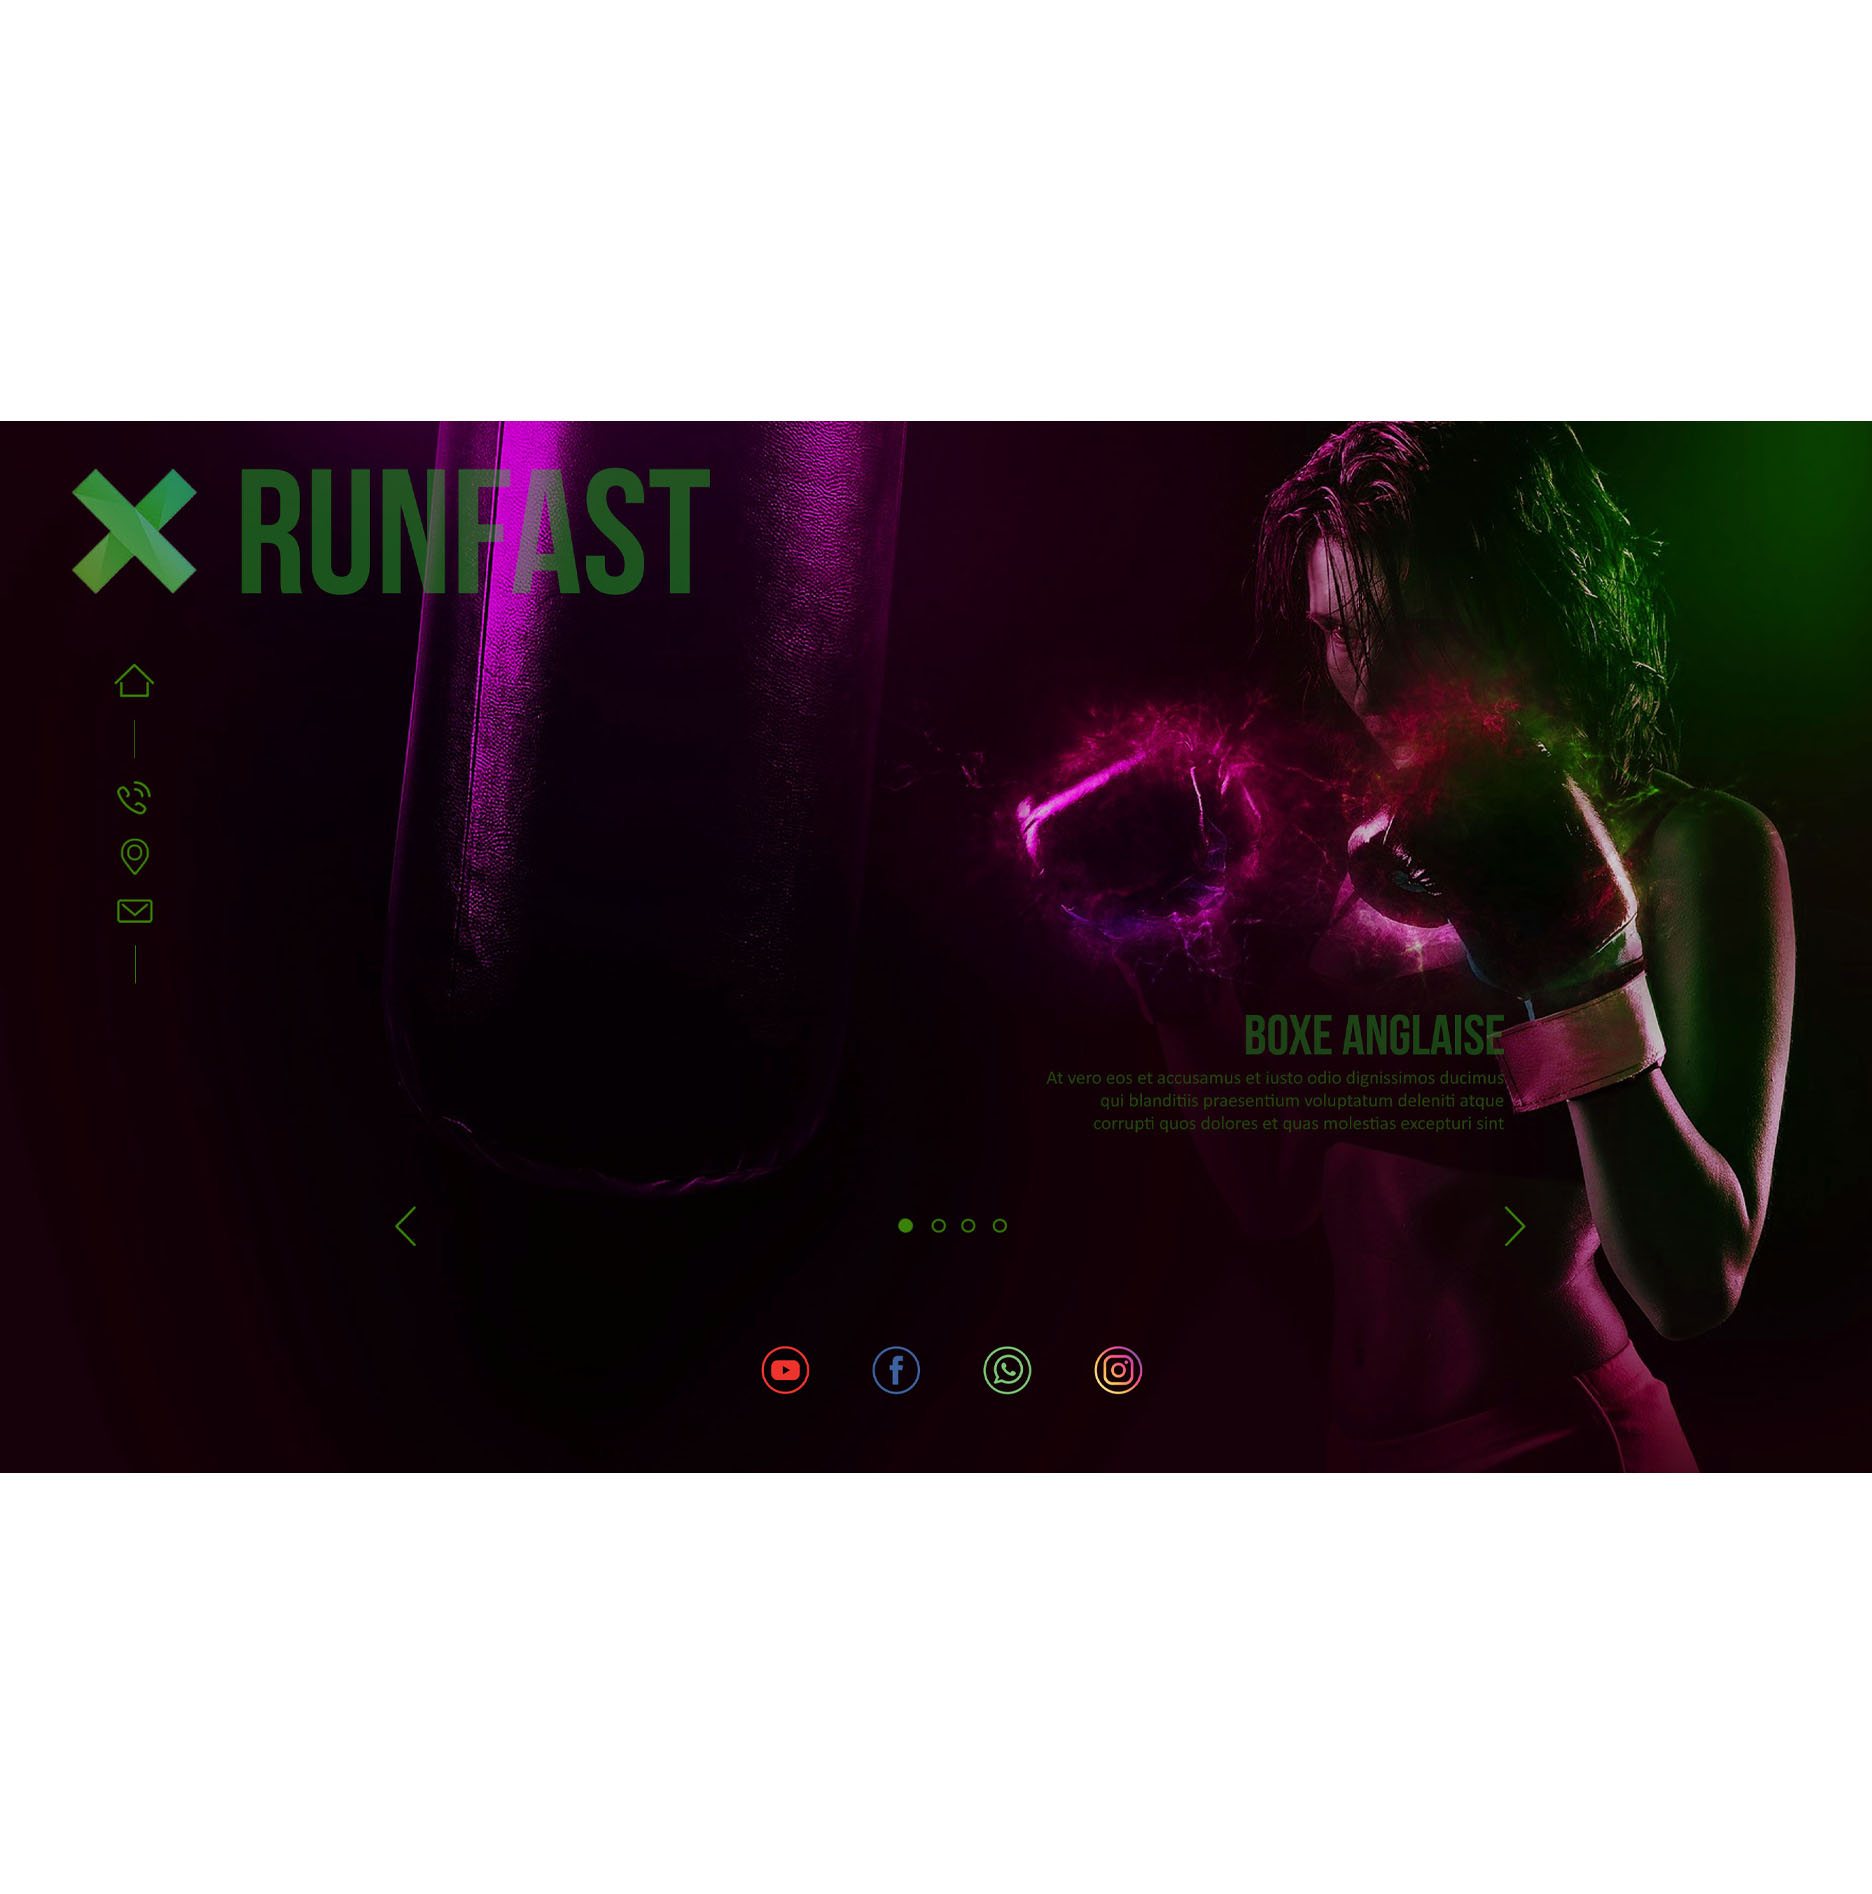 RUNFAST
BOXE ANGLAISE
At vero eos et accusamus et iusto odio dignissimos ducimus
qui blanditiis praesentium voluptatum deleniti atque
corrupti quos dolores et quas molestias excepturi sint